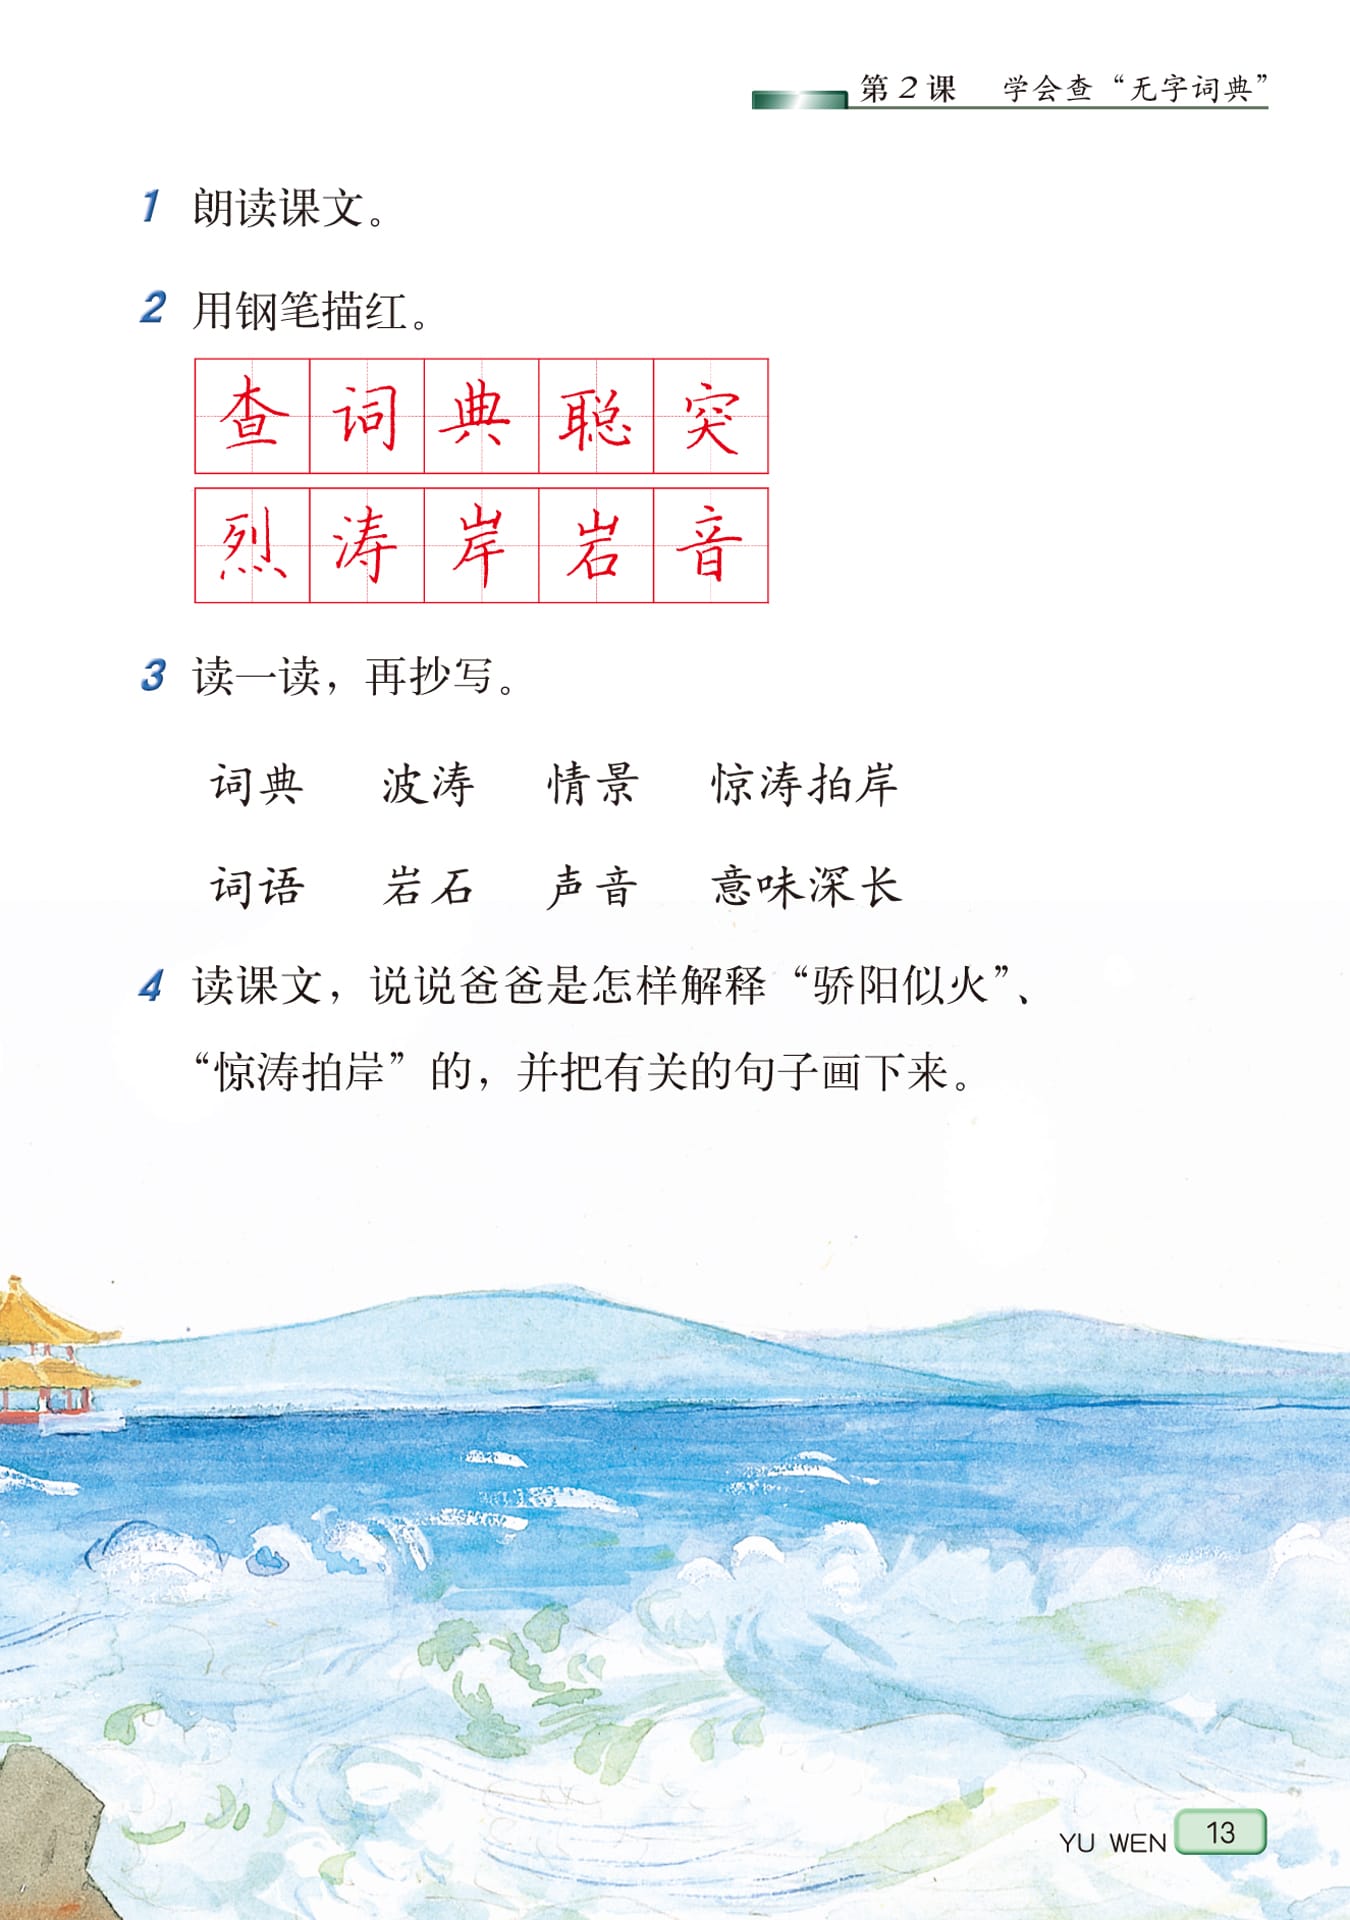 第2课 学会查“无字词典”
1 朗读课文。
2 用钢笔描红。
查 词 典 聪 突
烈 涛 岸 岩 音
3 读一读，再抄写。
词典 波涛 情景 惊涛拍岸
词语 岩石 声音 意味深长
4 读课文，说说爸爸是怎样解释“骄阳似火”、
“惊涛拍岸”的，并把有关的句子画下来。
YU WEN 13